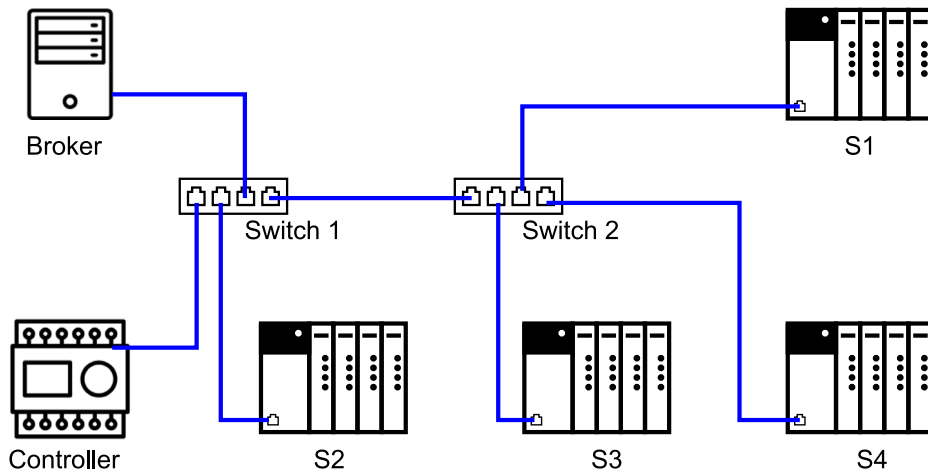 Broker
S1
Switch 1
Switch 2
Controller
S2
S3
S4